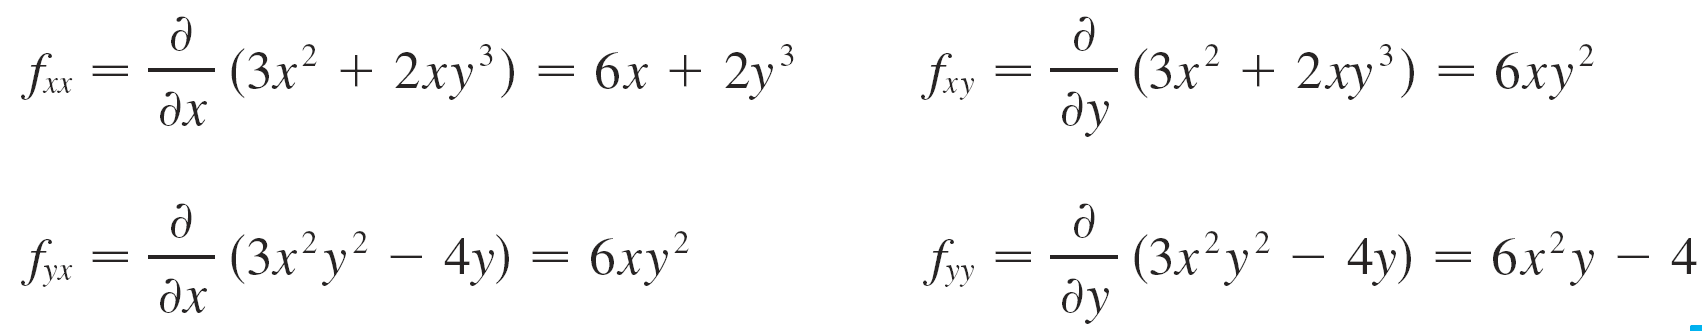 f_xx = ∂/∂x (3x² + 2xy³) = 6x + 2y³    f_xy = ∂/∂y (3x² + 2xy³) = 6xy²
f_yx = ∂/∂x (3x²y² − 4y) = 6xy²    f_yy = ∂/∂y (3x²y² − 4y) = 6x²y − 4